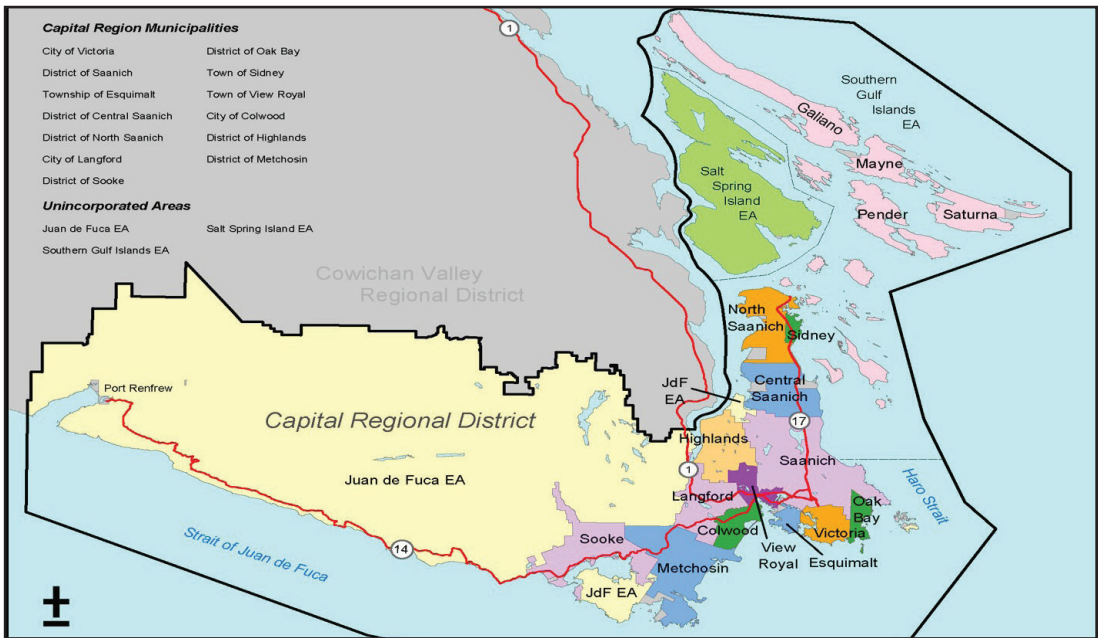 Capital Region Municipalities
City of Victoria
District of Oak Bay
District of Saanich
Town of Sidney
Township of Esquimalt
Town of View Royal
District of Central Saanich
City of Colwood
District of North Saanich
District of Highlands
City of Langford
District of Metchosin
District of Sooke
Unincorporated Areas
Juan de Fuca EA
Salt Spring Island EA
Southern Gulf Islands EA
1
Southern
Gulf
Islands
EA
Galiano
Mayne
Salt
Spring
Island
EA
Pender
Saturna
Cowichan Valley
Regional District
North
Saanich
Sidney
Port Renfrew
JdF
EA
Central
Saanich
Capital Regional District
17
Highlands
Saanich
1
Juan de Fuca EA
Langford
Haro Strait
Oak
Bay
Colwood
Victoria
Sooke
View
Royal
Esquimalt
14
Strait of Juan de Fuca
Metchosin
JdF EA